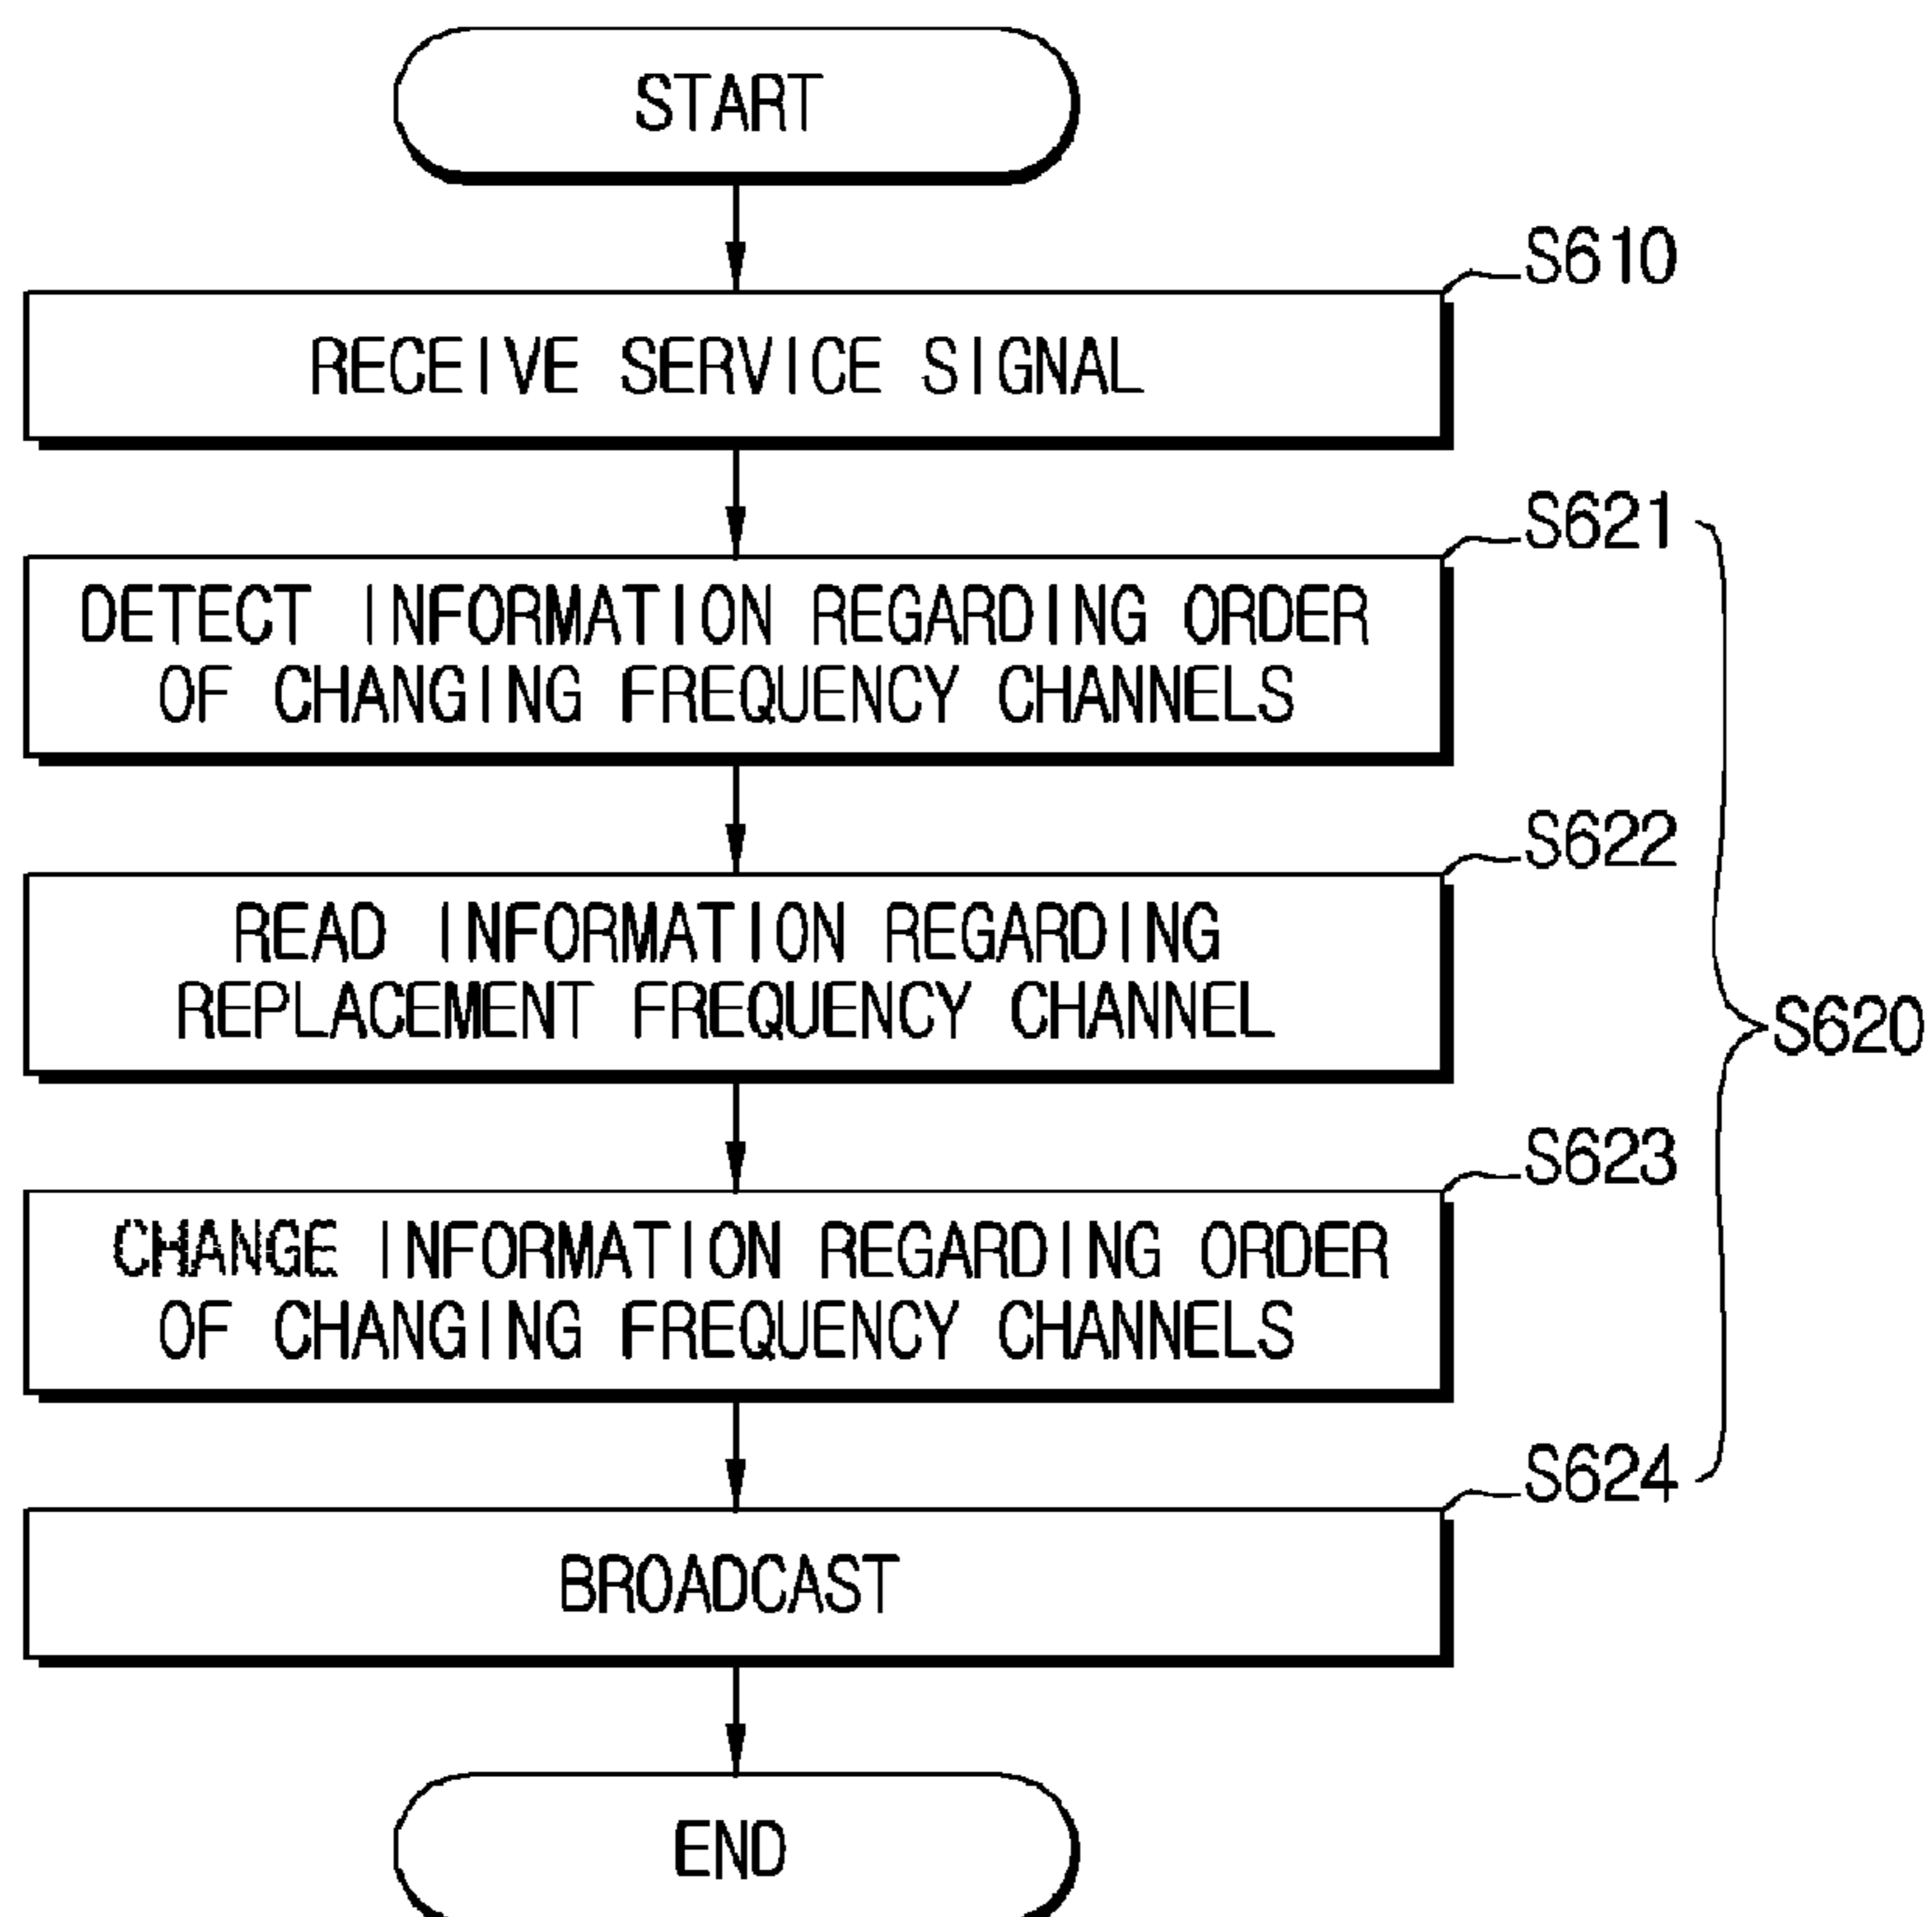 START
S610
RECEIVE SERVICE SIGNAL
S621
DETECT INFORMATION REGARDING ORDER
OF CHANGING FREQUENCY CHANNELS
S622
READ INFORMATION REGARDING
REPLACEMENT FREQUENCY CHANNEL
S620
S623
CHANGE INFORMATION REGARDING ORDER
OF CHANGING FREQUENCY CHANNELS
S624
BROADCAST
END